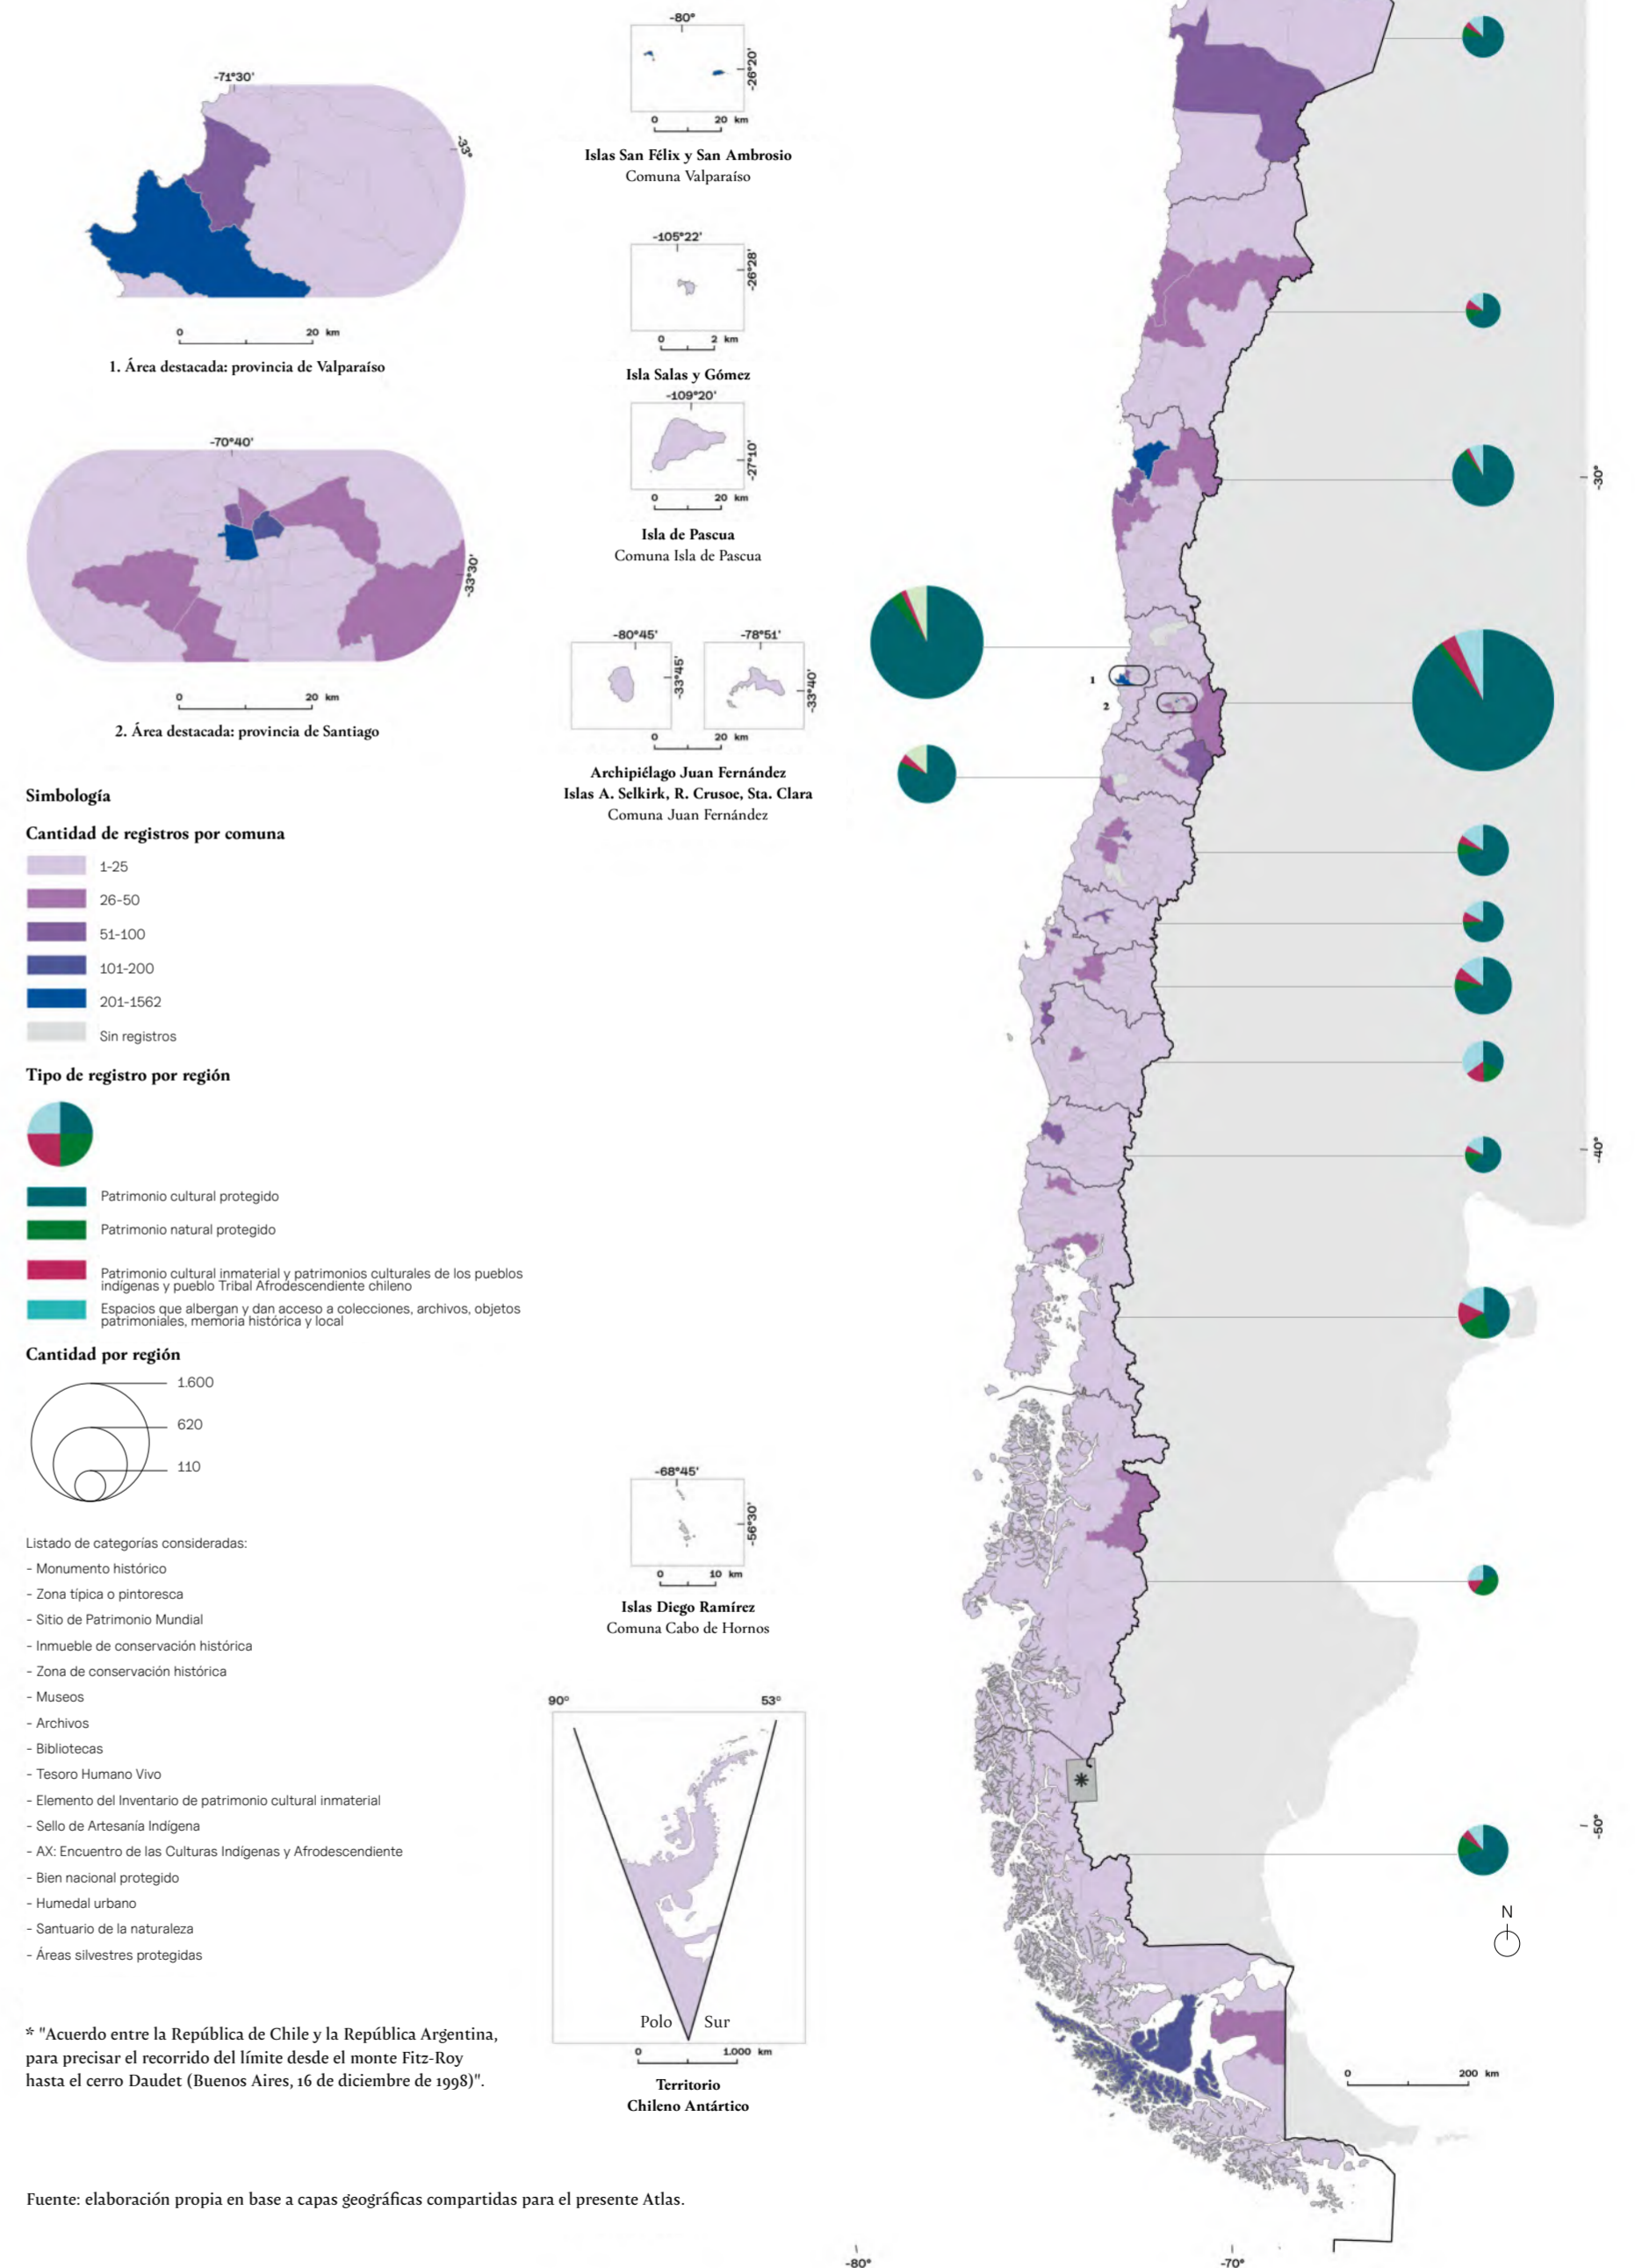 -71°30'
-33°
0 20 km
1. Área destacada: provincia de Valparaíso
-70°40'
-33°30'
0 20 km
2. Área destacada: provincia de Santiago
-80°
-26°20'
0 20 km
Islas San Félix y San Ambrosio
Comuna Valparaíso
-105°22'
-26°28'
0 2 km
Isla Salas y Gómez
-109°20'
-27°10'
0 20 km
Isla de Pascua
Comuna Isla de Pascua
-80°45'
-33°45'
-78°51'
-33°40'
0 20 km
Archipiélago Juan Fernández
Islas A. Selkirk, R. Crusoe, Sta. Clara
Comuna Juan Fernández
Simbología
Cantidad de registros por comuna
1-25
26-50
51-100
101-200
201-1562
Sin registros
Tipo de registro por región
Patrimonio cultural protegido
Patrimonio natural protegido
Patrimonio cultural inmaterial y patrimonios culturales de los pueblos
indígenas y pueblo Tribal Afrodescendiente chileno
Espacios que albergan y dan acceso a colecciones, archivos, objetos
patrimoniales, memoria histórica y local
Cantidad por región
1.600
620
110
Listado de categorías consideradas:
- Monumento histórico
- Zona típica o pintoresca
- Sitio de Patrimonio Mundial
- Inmueble de conservación histórica
- Zona de conservación histórica
- Museos
- Archivos
- Bibliotecas
- Tesoro Humano Vivo
- Elemento del Inventario de patrimonio cultural inmaterial
- Sello de Artesanía Indígena
- AX: Encuentro de las Culturas Indígenas y Afrodescendiente
- Bien nacional protegido
- Humedal urbano
- Santuario de la naturaleza
- Áreas silvestres protegidas
* "Acuerdo entre la República de Chile y la República Argentina,
para precisar el recorrido del límite desde el monte Fitz-Roy
hasta el cerro Daudet (Buenos Aires, 16 de diciembre de 1998)".
-68°45'
-56°30'
0 10 km
Islas Diego Ramírez
Comuna Cabo de Hornos
90° 53°
Polo Sur
0 1.000 km
Territorio
Chileno Antártico
1
2
-30°
-40°
-50°
*
N
0 200 km
-80°
-70°
Fuente: elaboración propia en base a capas geográficas compartidas para el presente Atlas.